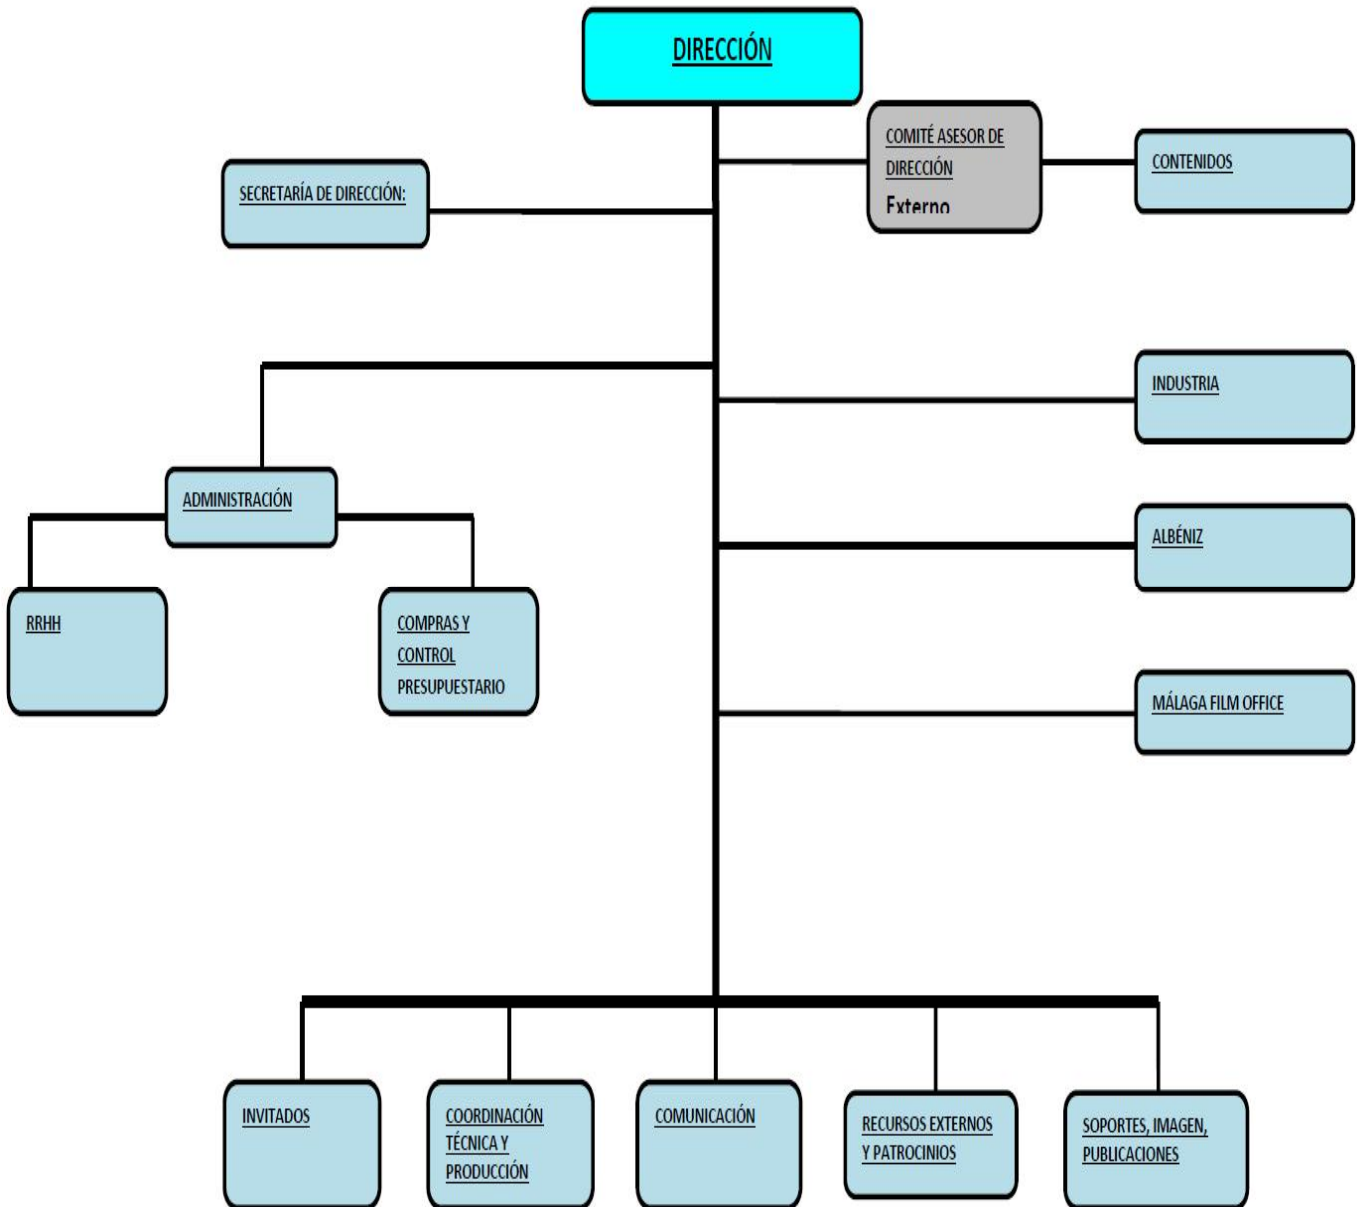 DIRECCIÓN
COMITÉ ASESOR DE
DIRECCIÓN
Externo
CONTENIDOS
SECRETARÍA DE DIRECCIÓN:
INDUSTRIA
ADMINISTRACIÓN
ALBÉNIZ
RRHH
COMPRAS Y
CONTROL
PRESUPUESTARIO
MÁLAGA FILM OFFICE
INVITADOS
COORDINACIÓN
TÉCNICA Y
PRODUCCIÓN
COMUNICACIÓN
RECURSOS EXTERNOS
Y PATROCINIOS
SOPORTES, IMAGEN,
PUBLICACIONES